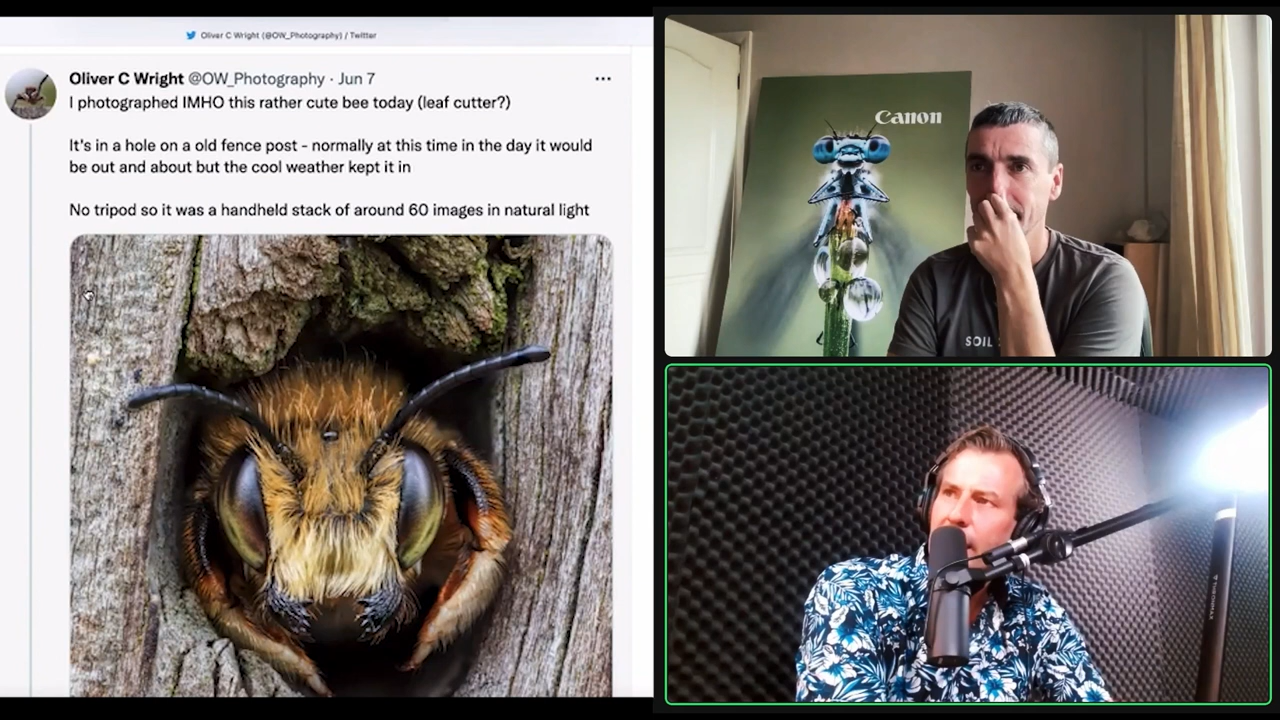 Oliver C Wright (@OW_Photography) / Twitter
Oliver C Wright @OW_Photography · Jun 7
I photographed IMHO this rather cute bee today (leaf cutter?)
It's in a hole on a old fence post - normally at this time in the day it would
be out and about but the cool weather kept it in
No tripod so it was a handheld stack of around 60 images in natural light
Canon
SOIL